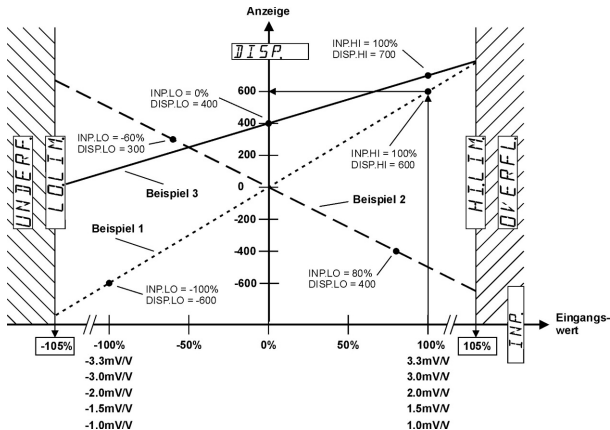 Anzeige
DISP.
INP.HI = 100%
DISP.HI = 700
INP.LO = 0%
DISP.LO = 400
600
400
INP.LO = -60%
DISP.LO = 300
200
INP.HI = 100%
DISP.HI = 600
UNDERF.
LO.LIM.
HI.LIM.
OVERFL.
0
Beispiel 3
Beispiel 2
Beispiel 1
-200
-400
-600
INP.LO = -100%
DISP.LO = -600
INP.LO = 80%
DISP.LO = 400
INP.
Eingangs-
wert
-105% -100% -50% 0% 50% 100% 105%
-3.3mV/V 3.3mV/V
-3.0mV/V 3.0mV/V
-2.0mV/V 2.0mV/V
-1.5mV/V 1.5mV/V
-1.0mV/V 1.0mV/V